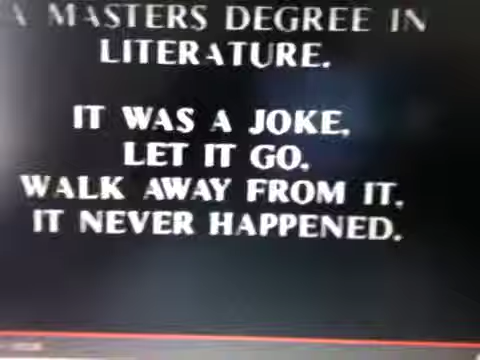 A MASTERS DEGREE IN
LITERATURE.
IT WAS A JOKE.
LET IT GO.
WALK AWAY FROM IT.
IT NEVER HAPPENED.